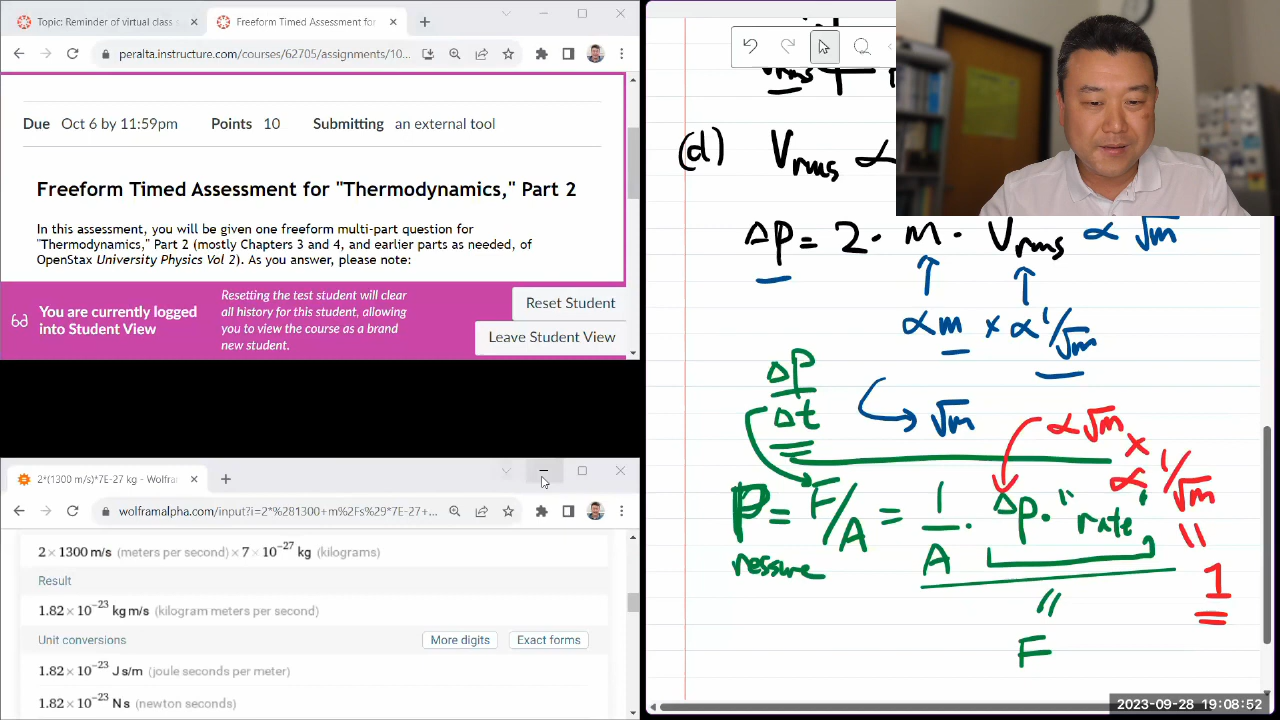 Topic: Reminder of virtual class s
Freeform Timed Assessment for
peralta.instructure.com/courses/62705/assignments/10...
Due Oct 6 by 11:59pm Points 10 Submitting an external tool
Freeform Timed Assessment for "Thermodynamics," Part 2
In this assessment, you will be given one freeform multi-part question for
"Thermodynamics," Part 2 (mostly Chapters 3 and 4, and earlier parts as needed, of
OpenStax University Physics Vol 2). As you answer, please note:
You are currently logged
into Student View
Resetting the test student will clear
all history for this student, allowing
you to view the course as a brand
new student.
Reset Student
Leave Student View
2*(1300 m/s)*7e-27 kg - Wolfra
wolframalpha.com/input?i=2*%281300+m%2Fs%29*7E-27+...
2 × 1300 m/s (meters per second) × 7 × 10⁻²⁷ kg (kilograms)
Result
1.82 × 10⁻²³ kg m/s (kilogram meters per second)
Unit conversions
More digits
Exact forms
1.82 × 10⁻²³ J s/m (joule seconds per meter)
1.82 × 10⁻²³ N s (newton seconds)
Vrms
(d) Vrms ∝
Δp = 2 · m · Vrms ∝ √m
∝ m × ∝ 1/√m
Δp
Δt
√m
∝ √m
×
∝ 1/√m
Pressure = F/A = 1/A · Δp · "rate"
"
1
"
F
2023-09-28 19:08:52